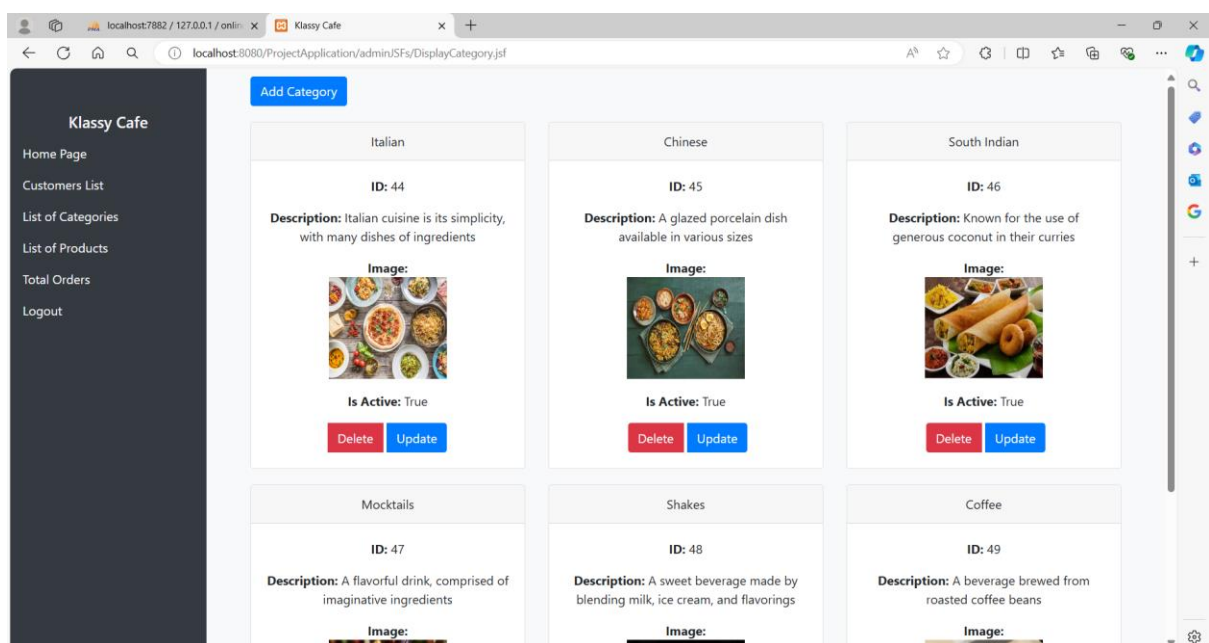 localhost:7882 / 127.0.0.1 / onlin
Klassy Cafe
localhost:8080/ProjectApplication/adminJSFs/DisplayCategory.jsf
Klassy Cafe
Home Page
Customers List
List of Categories
List of Products
Total Orders
Logout
Add Category
Italian
ID: 44
Description: Italian cuisine is its simplicity,
with many dishes of ingredients
Image:
Is Active: True
Delete Update
Chinese
ID: 45
Description: A glazed porcelain dish
available in various sizes
Image:
Is Active: True
Delete Update
South Indian
ID: 46
Description: Known for the use of
generous coconut in their curries
Image:
Is Active: True
Delete Update
Mocktails
ID: 47
Description: A flavorful drink, comprised of
imaginative ingredients
Image:
Shakes
ID: 48
Description: A sweet beverage made by
blending milk, ice cream, and flavorings
Image:
Coffee
ID: 49
Description: A beverage brewed from
roasted coffee beans
Image: